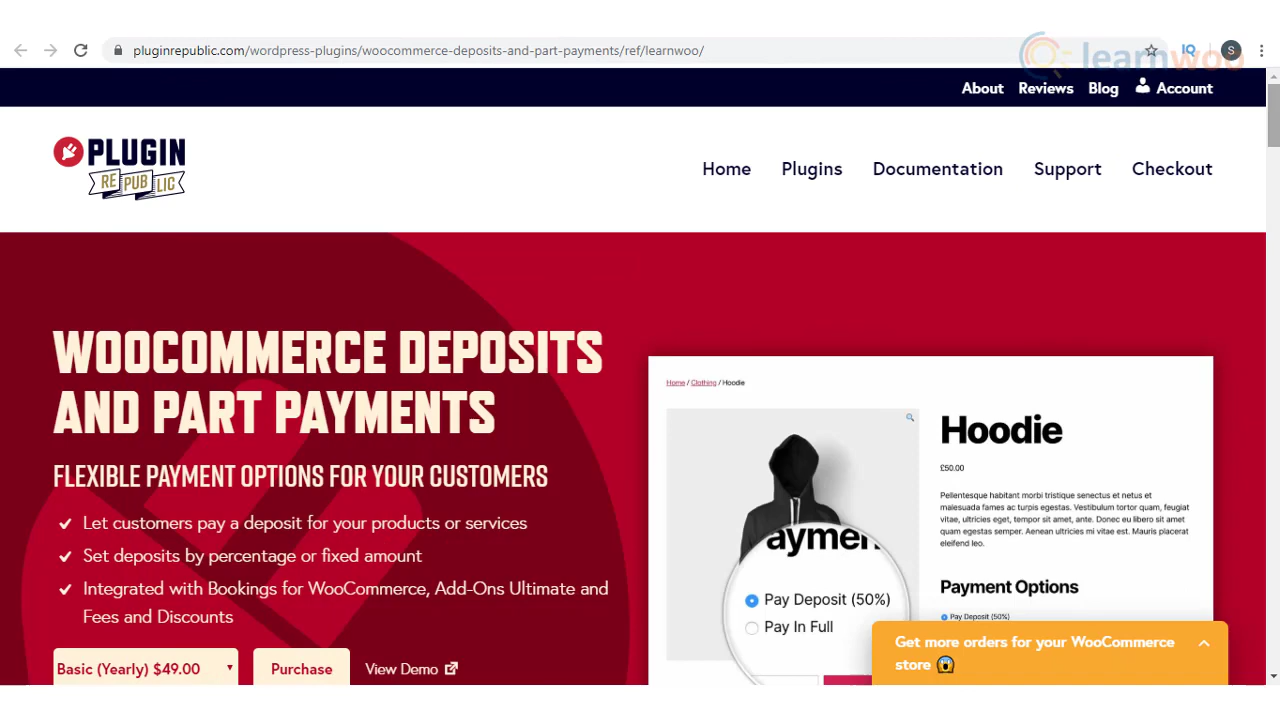 pluginrepublic.com/wordpress-plugins/woocommerce-deposits-and-part-payments/ref/learnwoo/
IQ
S
learnwoo
About Reviews Blog Account
PLUGIN
REPUBLIC
Home Plugins Documentation Support Checkout
WOOCOMMERCE DEPOSITS
AND PART PAYMENTS
FLEXIBLE PAYMENT OPTIONS FOR YOUR CUSTOMERS
Let customers pay a deposit for your products or services
Set deposits by percentage or fixed amount
Integrated with Bookings for WooCommerce, Add-Ons Ultimate and
Fees and Discounts
Basic (Yearly) $49.00
Purchase
View Demo
Home / Clothing / Hoodie
Hoodie
£50.00
Pellentesque habitant morbi tristique senectus et netus et
malesuada fames ac turpis egestas. Vestibulum tortor quam, feugiat
vitae, ultricies eget, tempor sit amet, ante. Donec eu libero sit amet
quam egestas semper. Aenean ultricies mi vitae est. Mauris placerat
eleifend leo.
Payment Options
Pay Deposit (50%)
aymen
Pay Deposit (50%)
Pay In Full
Get more orders for your WooCommerce
store 😱